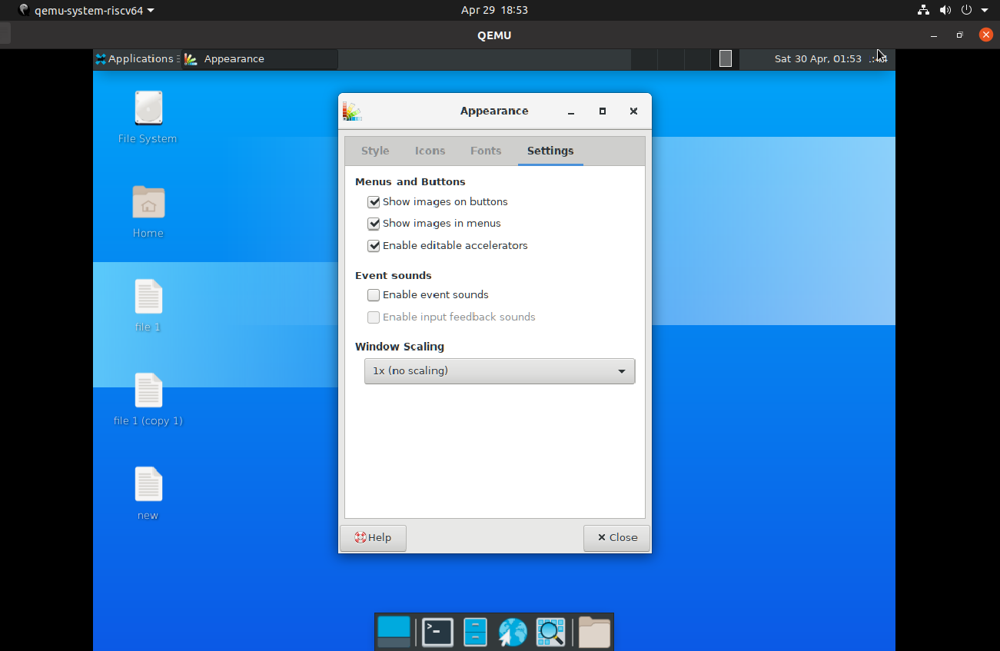 qemu-system-riscv64
Apr 29 18:53
QEMU
Applications
Appearance
Sat 30 Apr, 01:53
File System
Home
file 1
file 1 (copy 1)
new
Appearance
Style
Icons
Fonts
Settings
Menus and Buttons
Show images on buttons
Show images in menus
Enable editable accelerators
Event sounds
Enable event sounds
Enable input feedback sounds
Window Scaling
1x (no scaling)
Help
Close